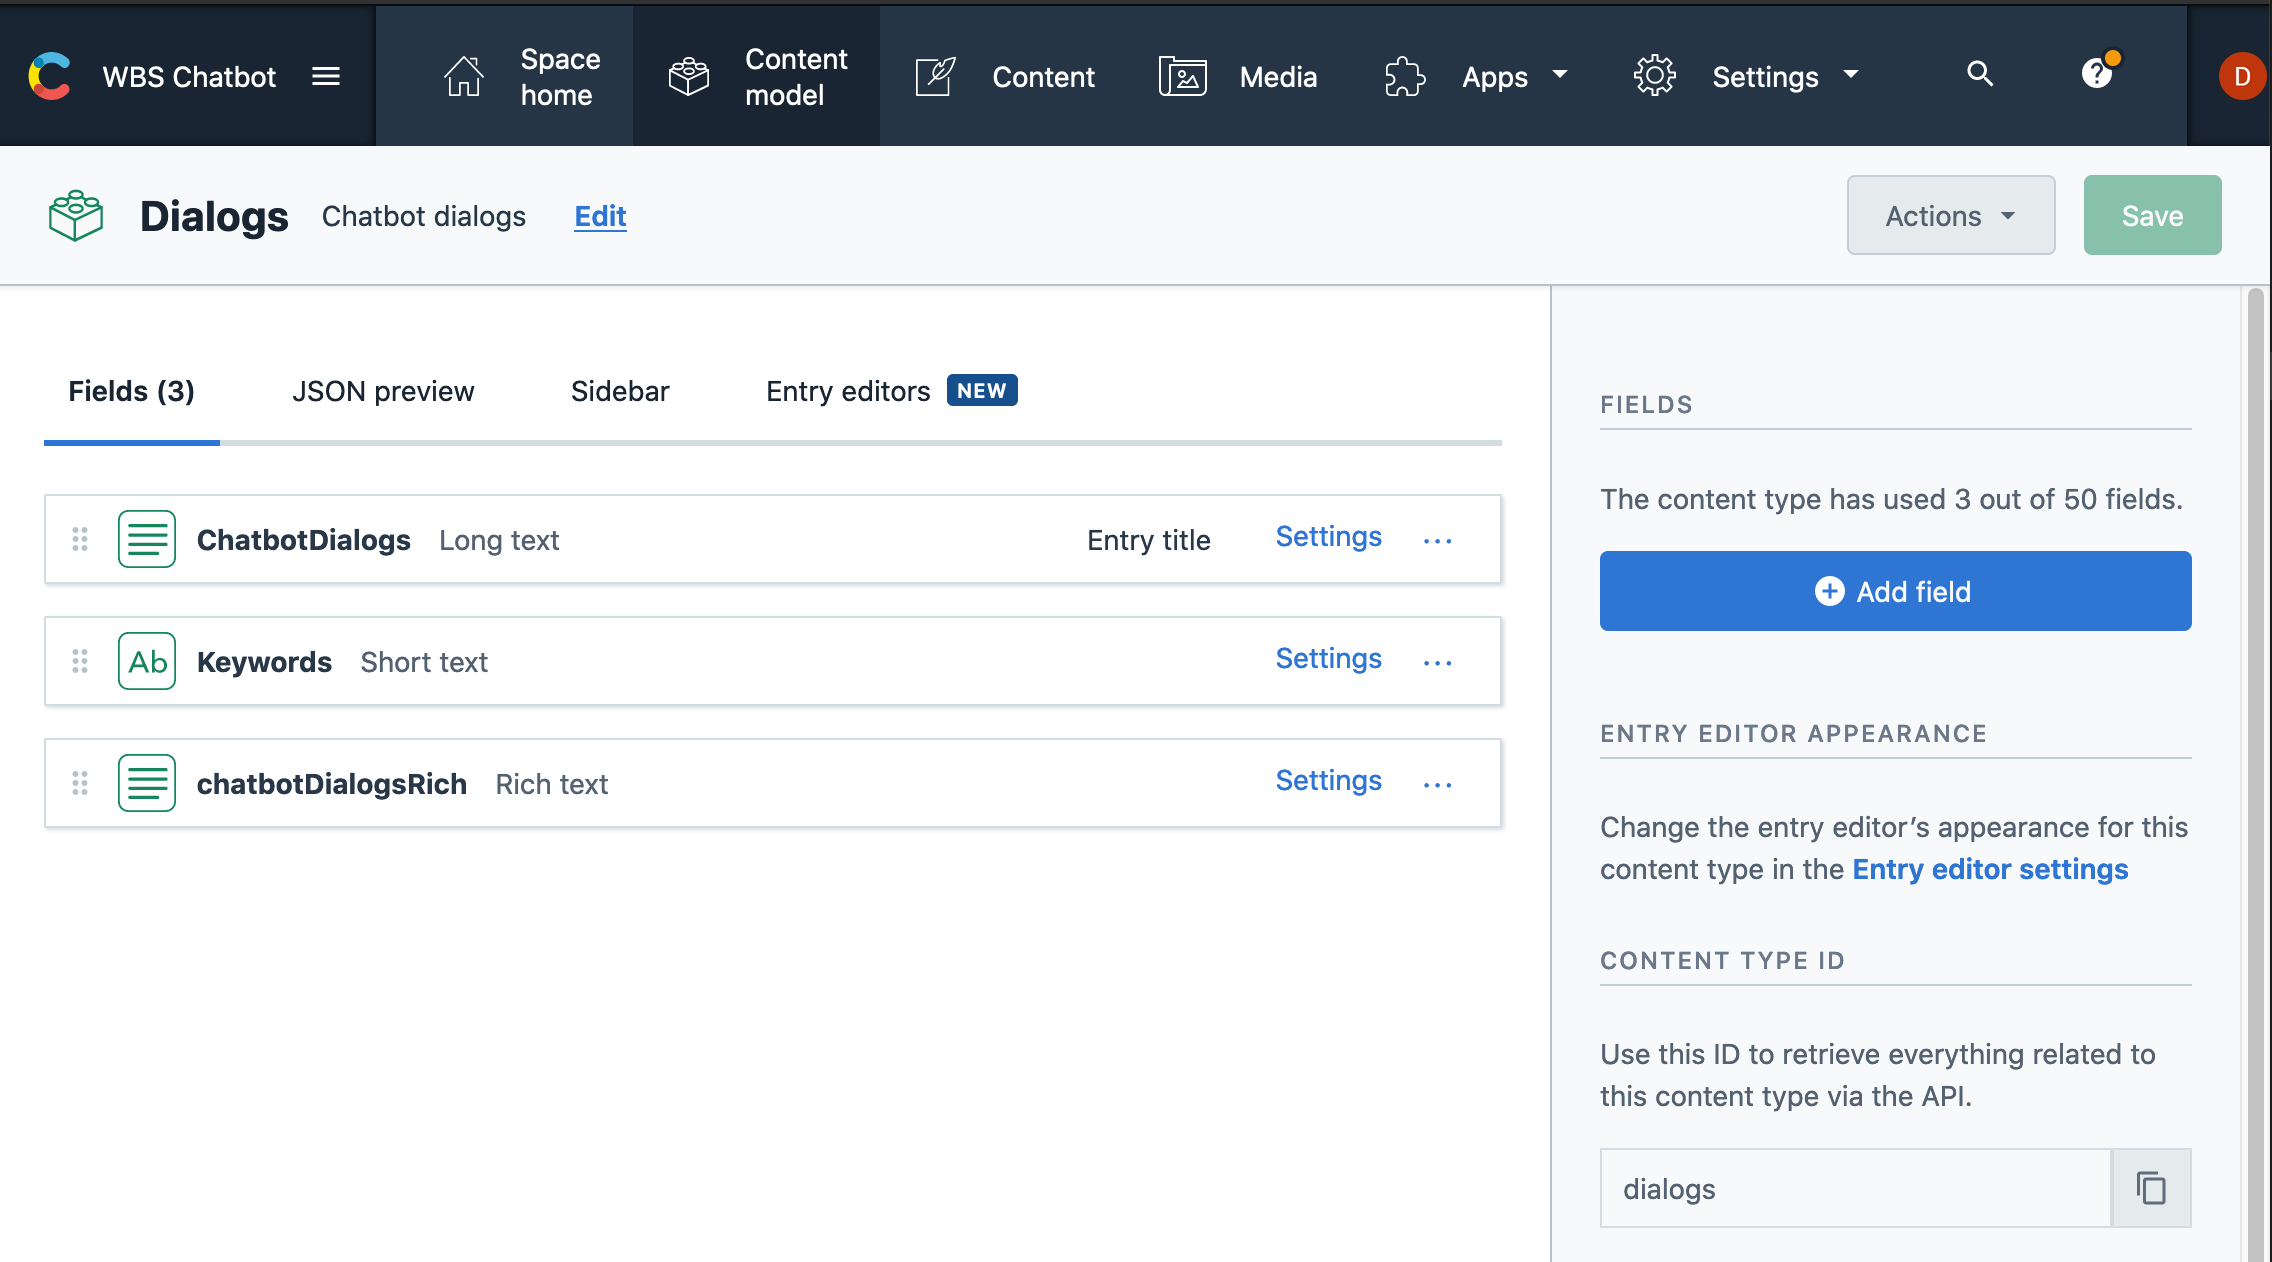 WBS Chatbot
Space home
Content model
Content
Media
Apps
Settings
?
D
Dialogs Chatbot dialogs Edit
Actions
Save
Fields (3)
JSON preview
Sidebar
Entry editors NEW
ChatbotDialogs Long text Entry title Settings ...
Ab Keywords Short text Settings ...
chatbotDialogsRich Rich text Settings ...
FIELDS
The content type has used 3 out of 50 fields.
Add field
ENTRY EDITOR APPEARANCE
Change the entry editor’s appearance for this
content type in the Entry editor settings
CONTENT TYPE ID
Use this ID to retrieve everything related to
this content type via the API.
dialogs